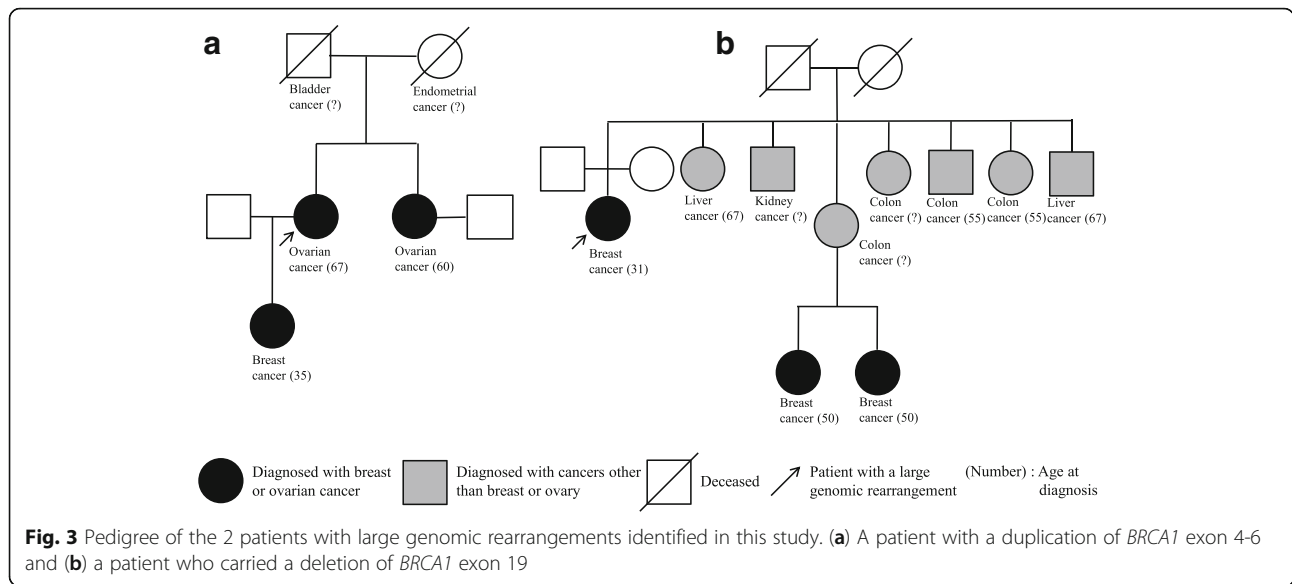 a
b
Bladder
cancer (?)
Endometrial
cancer (?)
Ovarian
cancer (67)
Ovarian
cancer (60)
Breast
cancer (35)
Liver
cancer (67)
Kidney
cancer (?)
Colon
cancer (?)
Colon
cancer (55)
Colon
cancer (55)
Liver
cancer (67)
Breast
cancer (31)
Colon
cancer (?)
Breast
cancer (50)
Breast
cancer (50)
Diagnosed with breast
or ovarian cancer
Diagnosed with cancers other
than breast or ovary
Deceased
Patient with a large
genomic rearrangement
(Number) : Age at
diagnosis
Fig. 3 Pedigree of the 2 patients with large genomic rearrangements identified in this study. (a) A patient with a duplication of BRCA1 exon 4-6
and (b) a patient who carried a deletion of BRCA1 exon 19